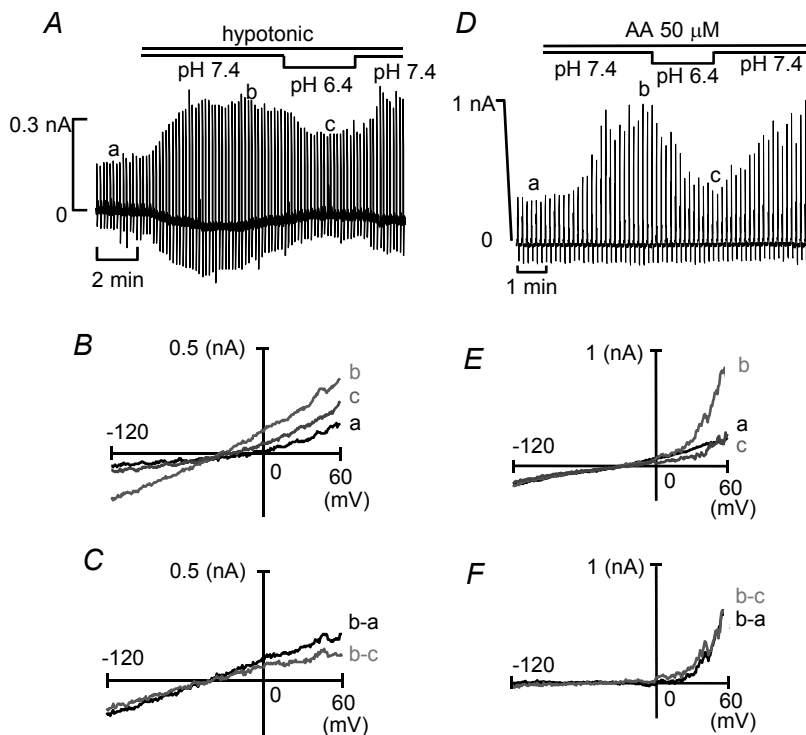 A
hypotonic
pH 7.4
pH 6.4
pH 7.4
0.3 nA
0
a
b
c
2 min
D
AA 50 µM
pH 7.4
pH 6.4
pH 7.4
1 nA
0
a
b
c
1 min
B
0.5 (nA)
-120
0
60
(mV)
b
c
a
E
1 (nA)
-120
0
60
(mV)
b
a
c
C
0.5 (nA)
-120
0
60
(mV)
b-a
b-c
F
1 (nA)
-120
0
60
(mV)
b-c
b-a